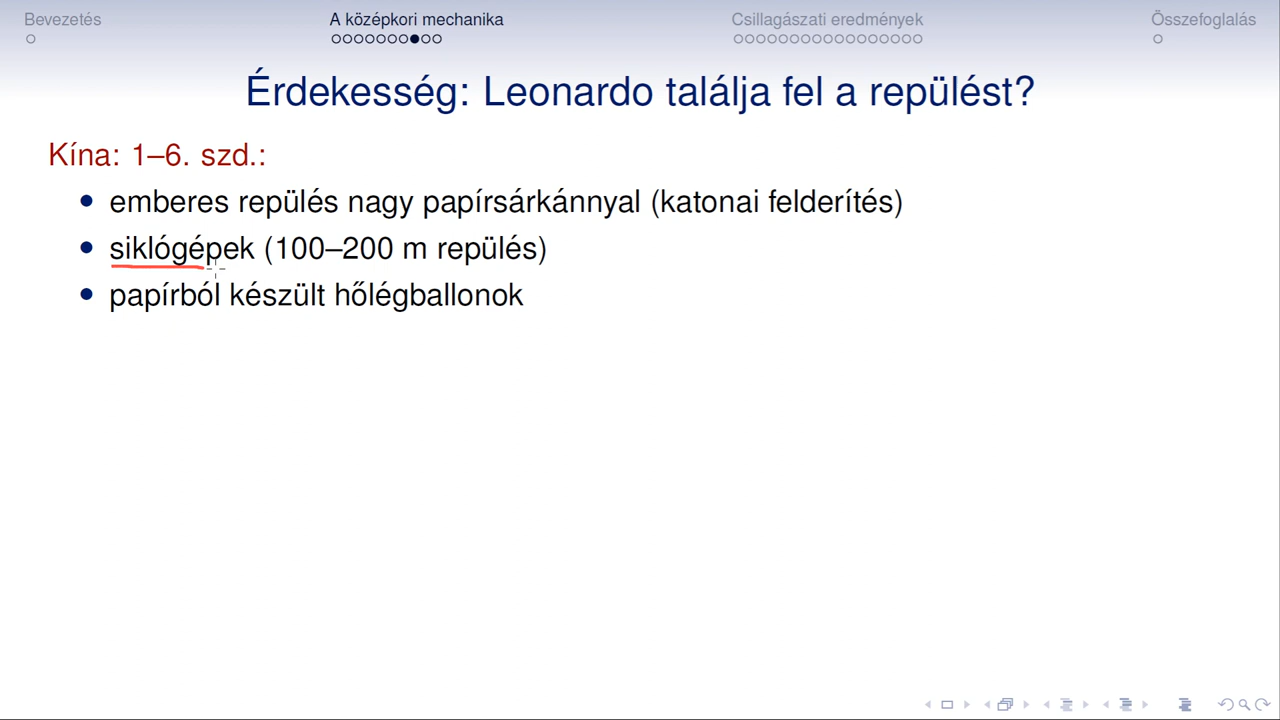 Bevezetés
A középkori mechanika
Csillagászati eredmények
Összefoglalás
Érdekesség: Leonardo találja fel a repülést?
Kína: 1–6. szd.:
emberes repülés nagy papírsárkánnyal (katonai felderítés)
siklógépek (100–200 m repülés)
papírból készült hőlégballonok